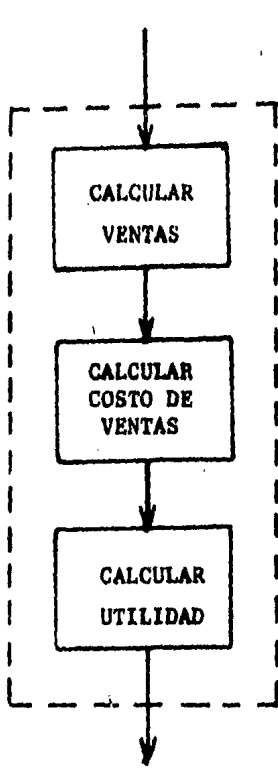 CALCULAR
VENTAS
CALCULAR
COSTO DE
VENTAS
CALCULAR
UTILIDAD